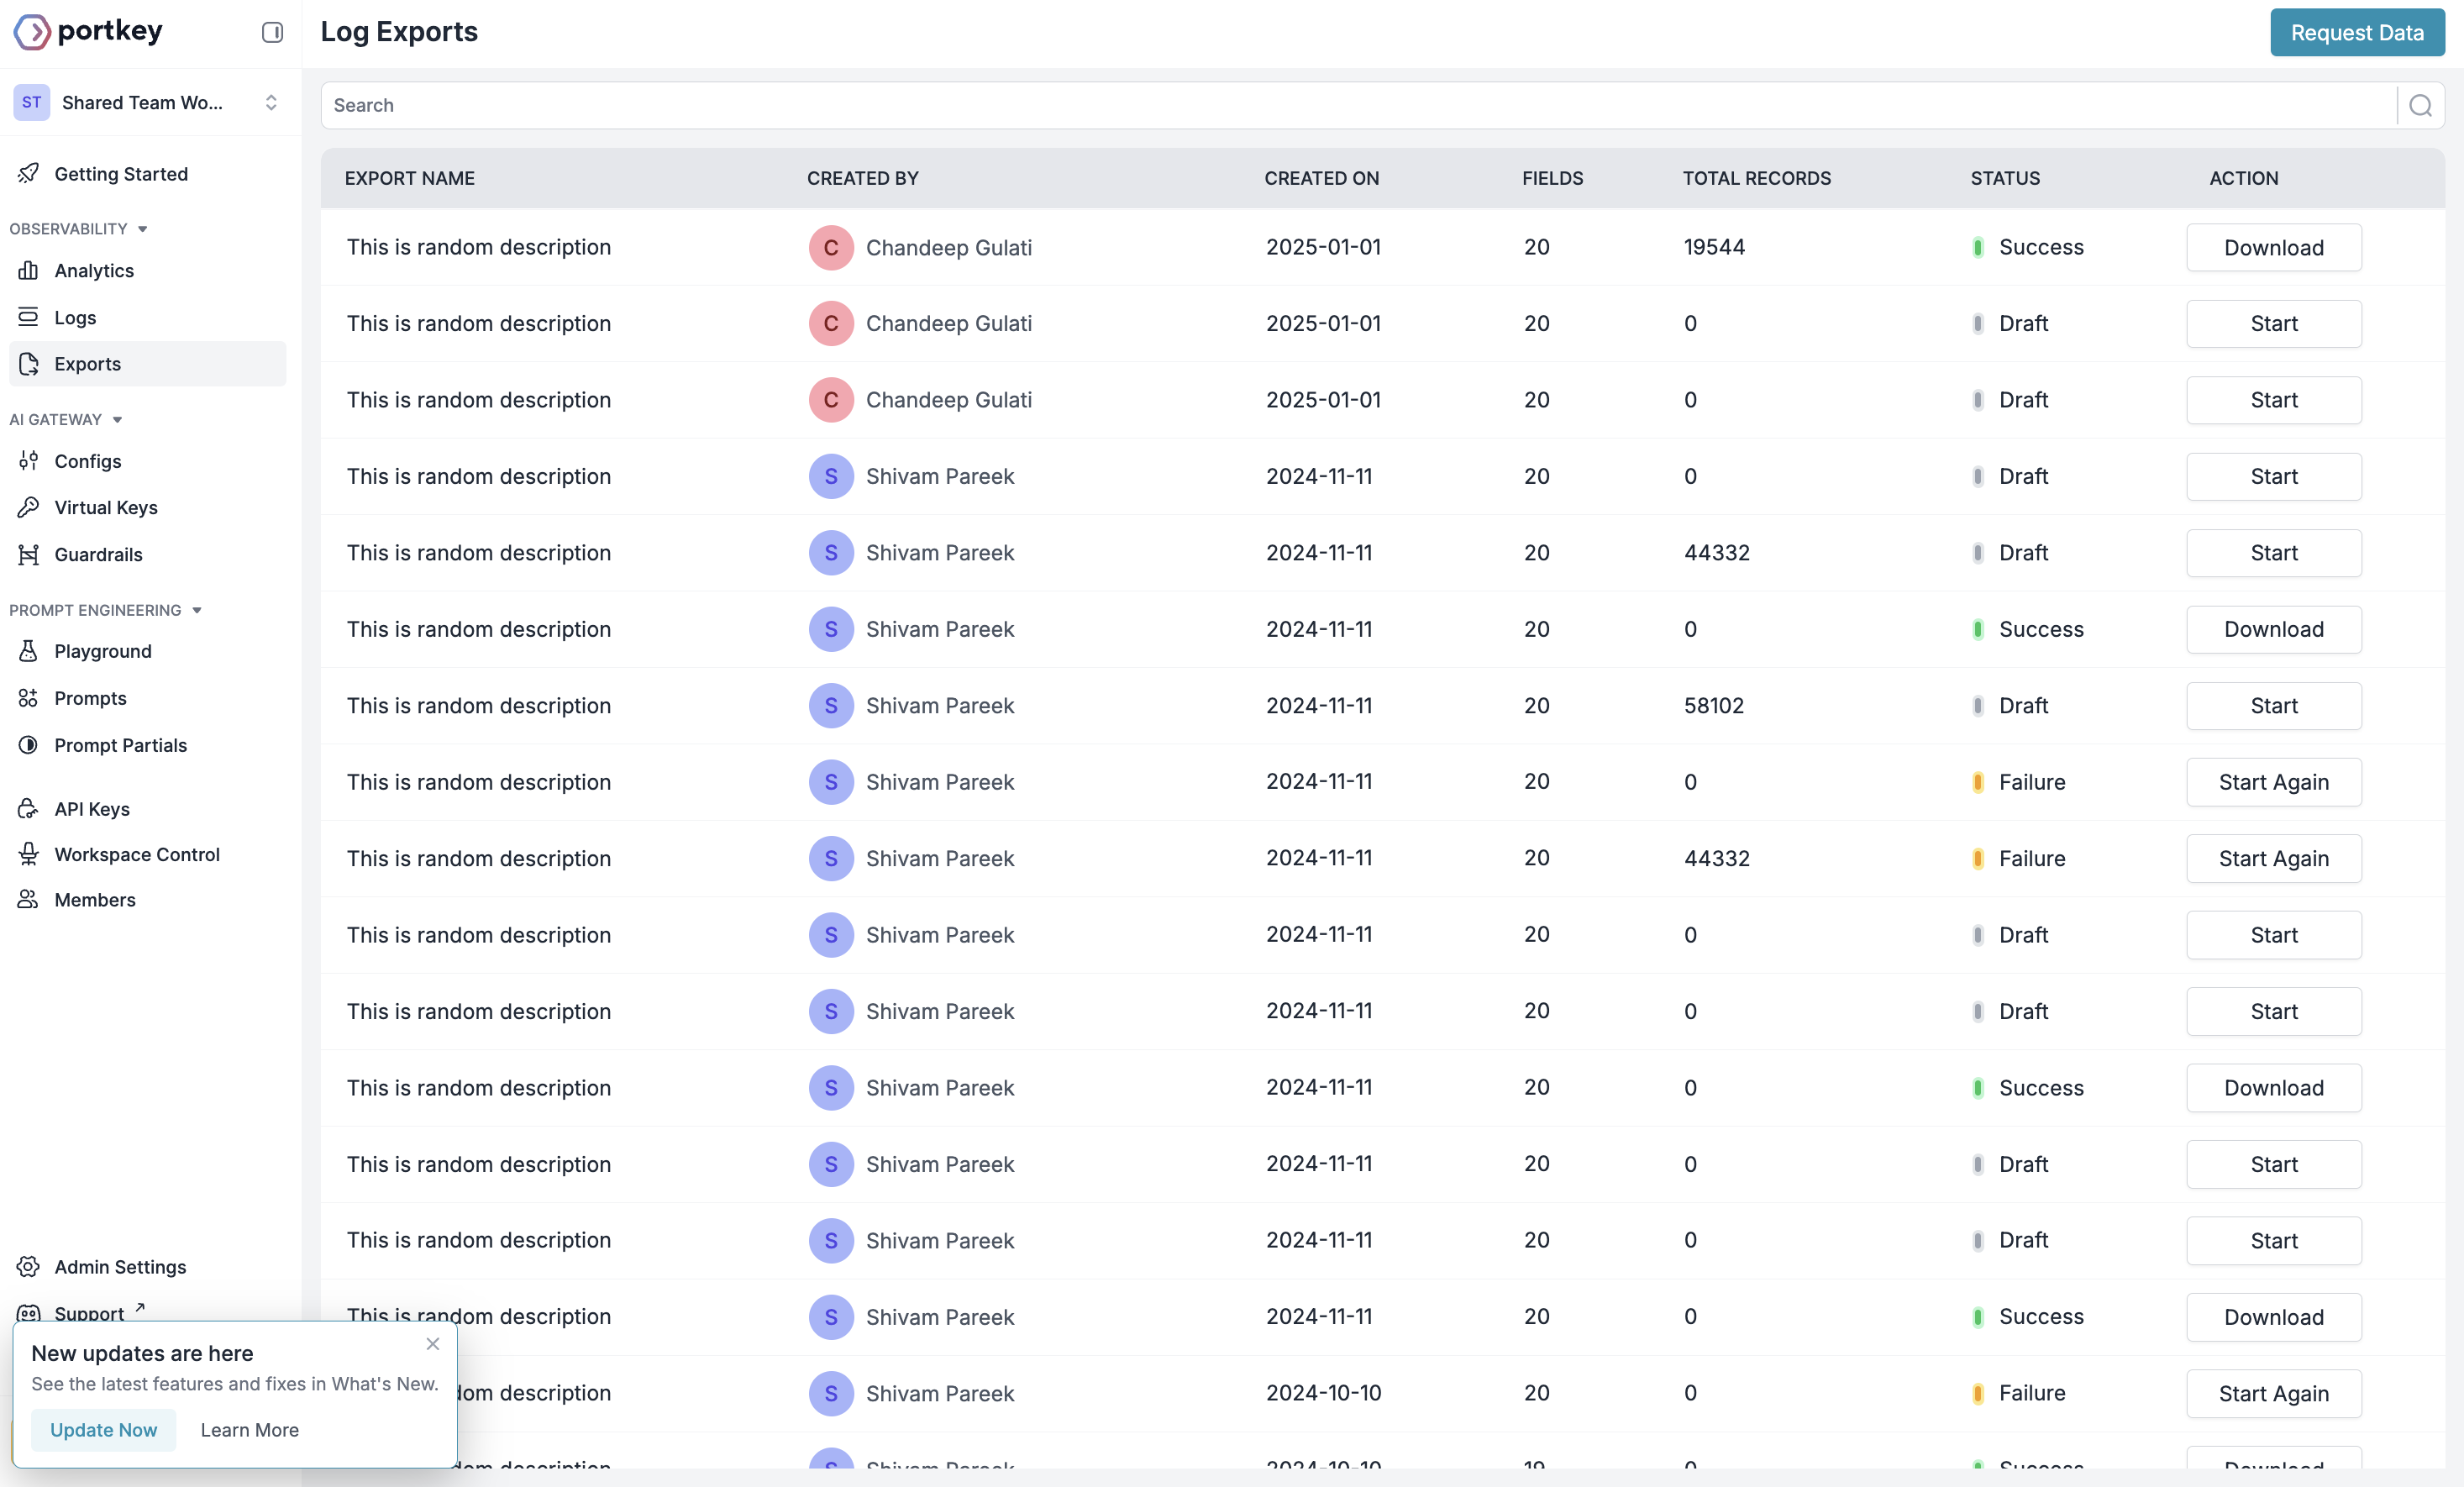 portkey
ST Shared Team Wo...
Getting Started
OBSERVABILITY
Analytics
Logs
Exports
AI GATEWAY
Configs
Virtual Keys
Guardrails
PROMPT ENGINEERING
Playground
Prompts
Prompt Partials
API Keys
Workspace Control
Members
Admin Settings
Support
New updates are here
See the latest features and fixes in What's New.
Update Now Learn More
Log Exports
Request Data
Search
EXPORT NAME CREATED BY CREATED ON FIELDS TOTAL RECORDS STATUS ACTION
This is random description C Chandeep Gulati 2025-01-01 20 19544 Success Download
This is random description C Chandeep Gulati 2025-01-01 20 0 Draft Start
This is random description C Chandeep Gulati 2025-01-01 20 0 Draft Start
This is random description S Shivam Pareek 2024-11-11 20 0 Draft Start
This is random description S Shivam Pareek 2024-11-11 20 44332 Draft Start
This is random description S Shivam Pareek 2024-11-11 20 0 Success Download
This is random description S Shivam Pareek 2024-11-11 20 58102 Draft Start
This is random description S Shivam Pareek 2024-11-11 20 0 Failure Start Again
This is random description S Shivam Pareek 2024-11-11 20 44332 Failure Start Again
This is random description S Shivam Pareek 2024-11-11 20 0 Draft Start
This is random description S Shivam Pareek 2024-11-11 20 0 Draft Start
This is random description S Shivam Pareek 2024-11-11 20 0 Success Download
This is random description S Shivam Pareek 2024-11-11 20 0 Draft Start
This is random description S Shivam Pareek 2024-11-11 20 0 Draft Start
This is random description S Shivam Pareek 2024-11-11 20 0 Success Download
dom description S Shivam Pareek 2024-10-10 20 0 Failure Start Again
dom description S Shivam Pareek 2024-10-10 19 0 Success Download